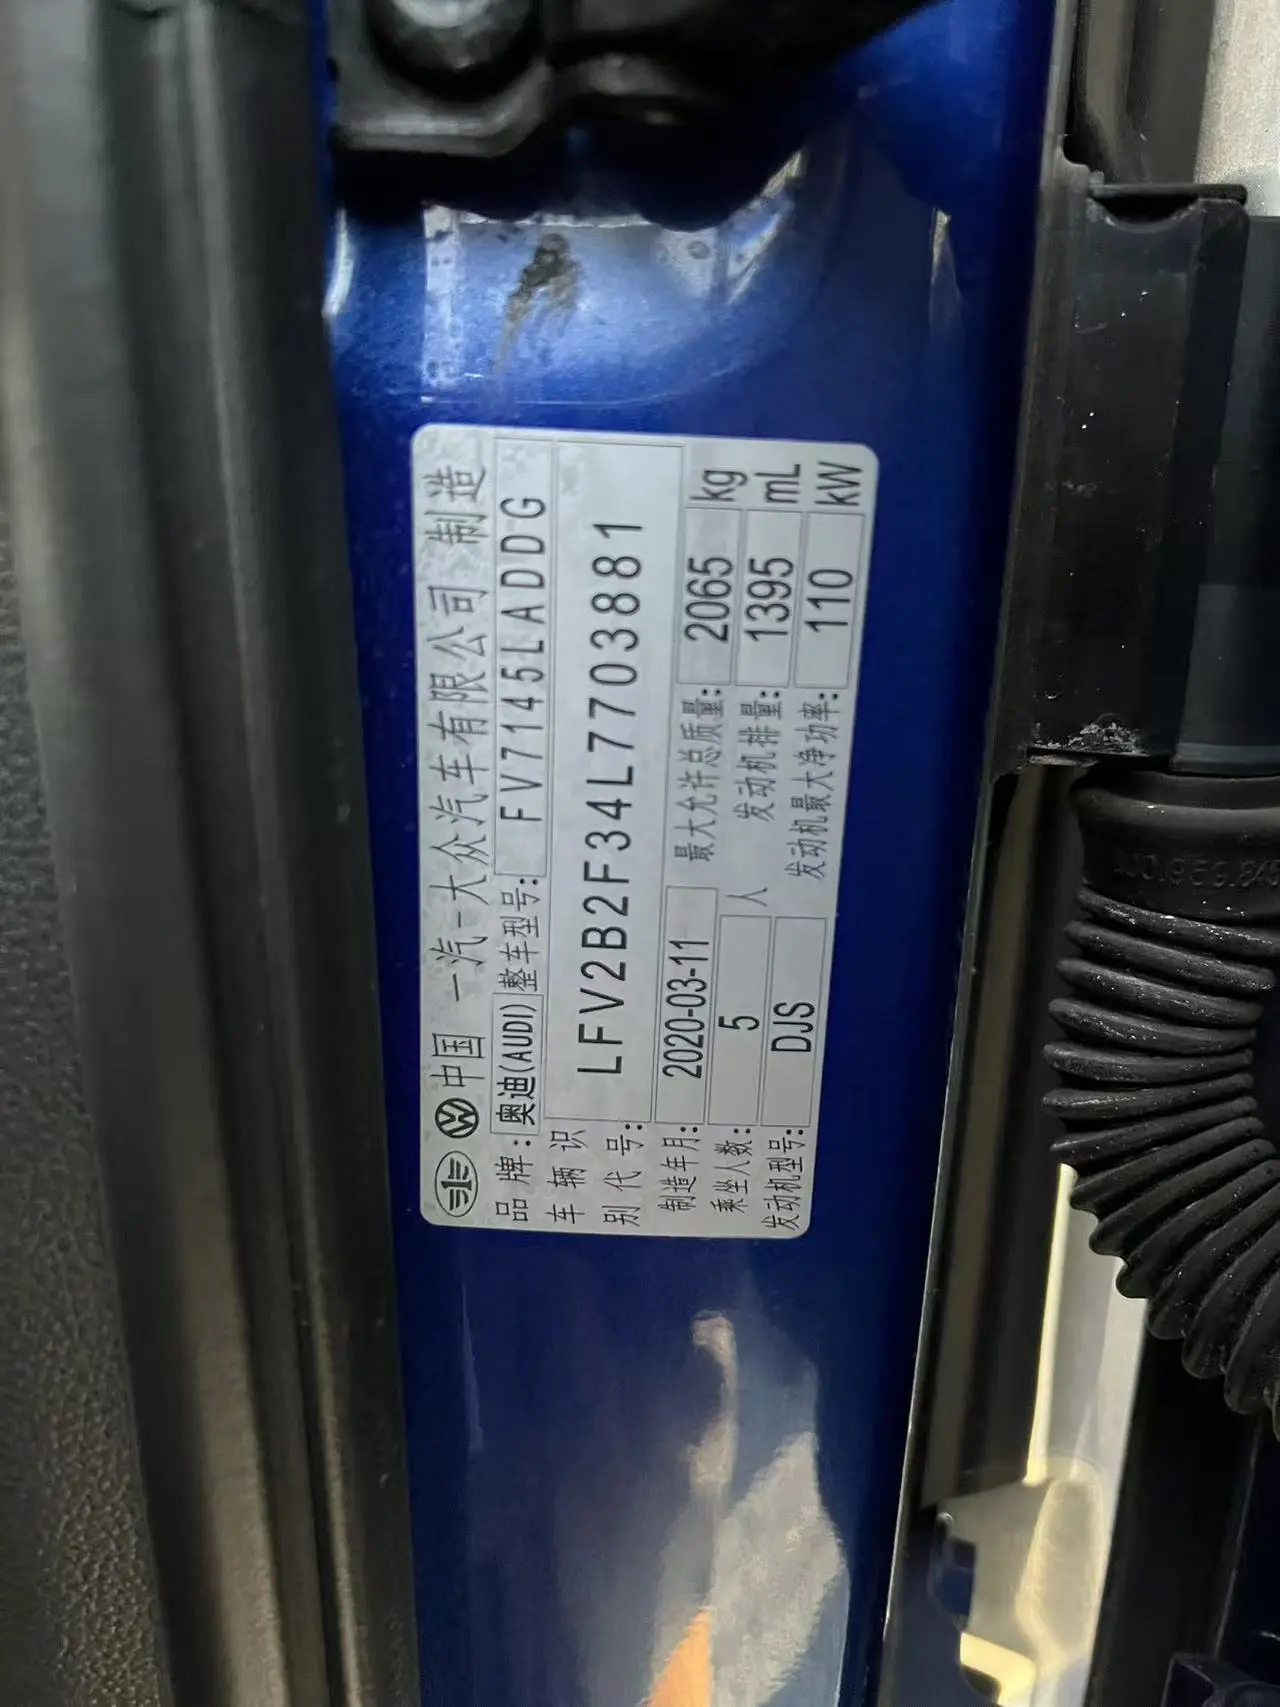 中国 一汽-大众汽车有限公司 制造
品牌: 奥迪(AUDI) 整车型号: FV7145LADDG
车辆识别代号: LFV2B2F34L7703881
制造年月: 2020-03-11 最大允许总质量: 2065 kg
乘坐人数: 5 人 发动机排量: 1395 mL
发动机型号: DJS 发动机最大净功率: 110 kW